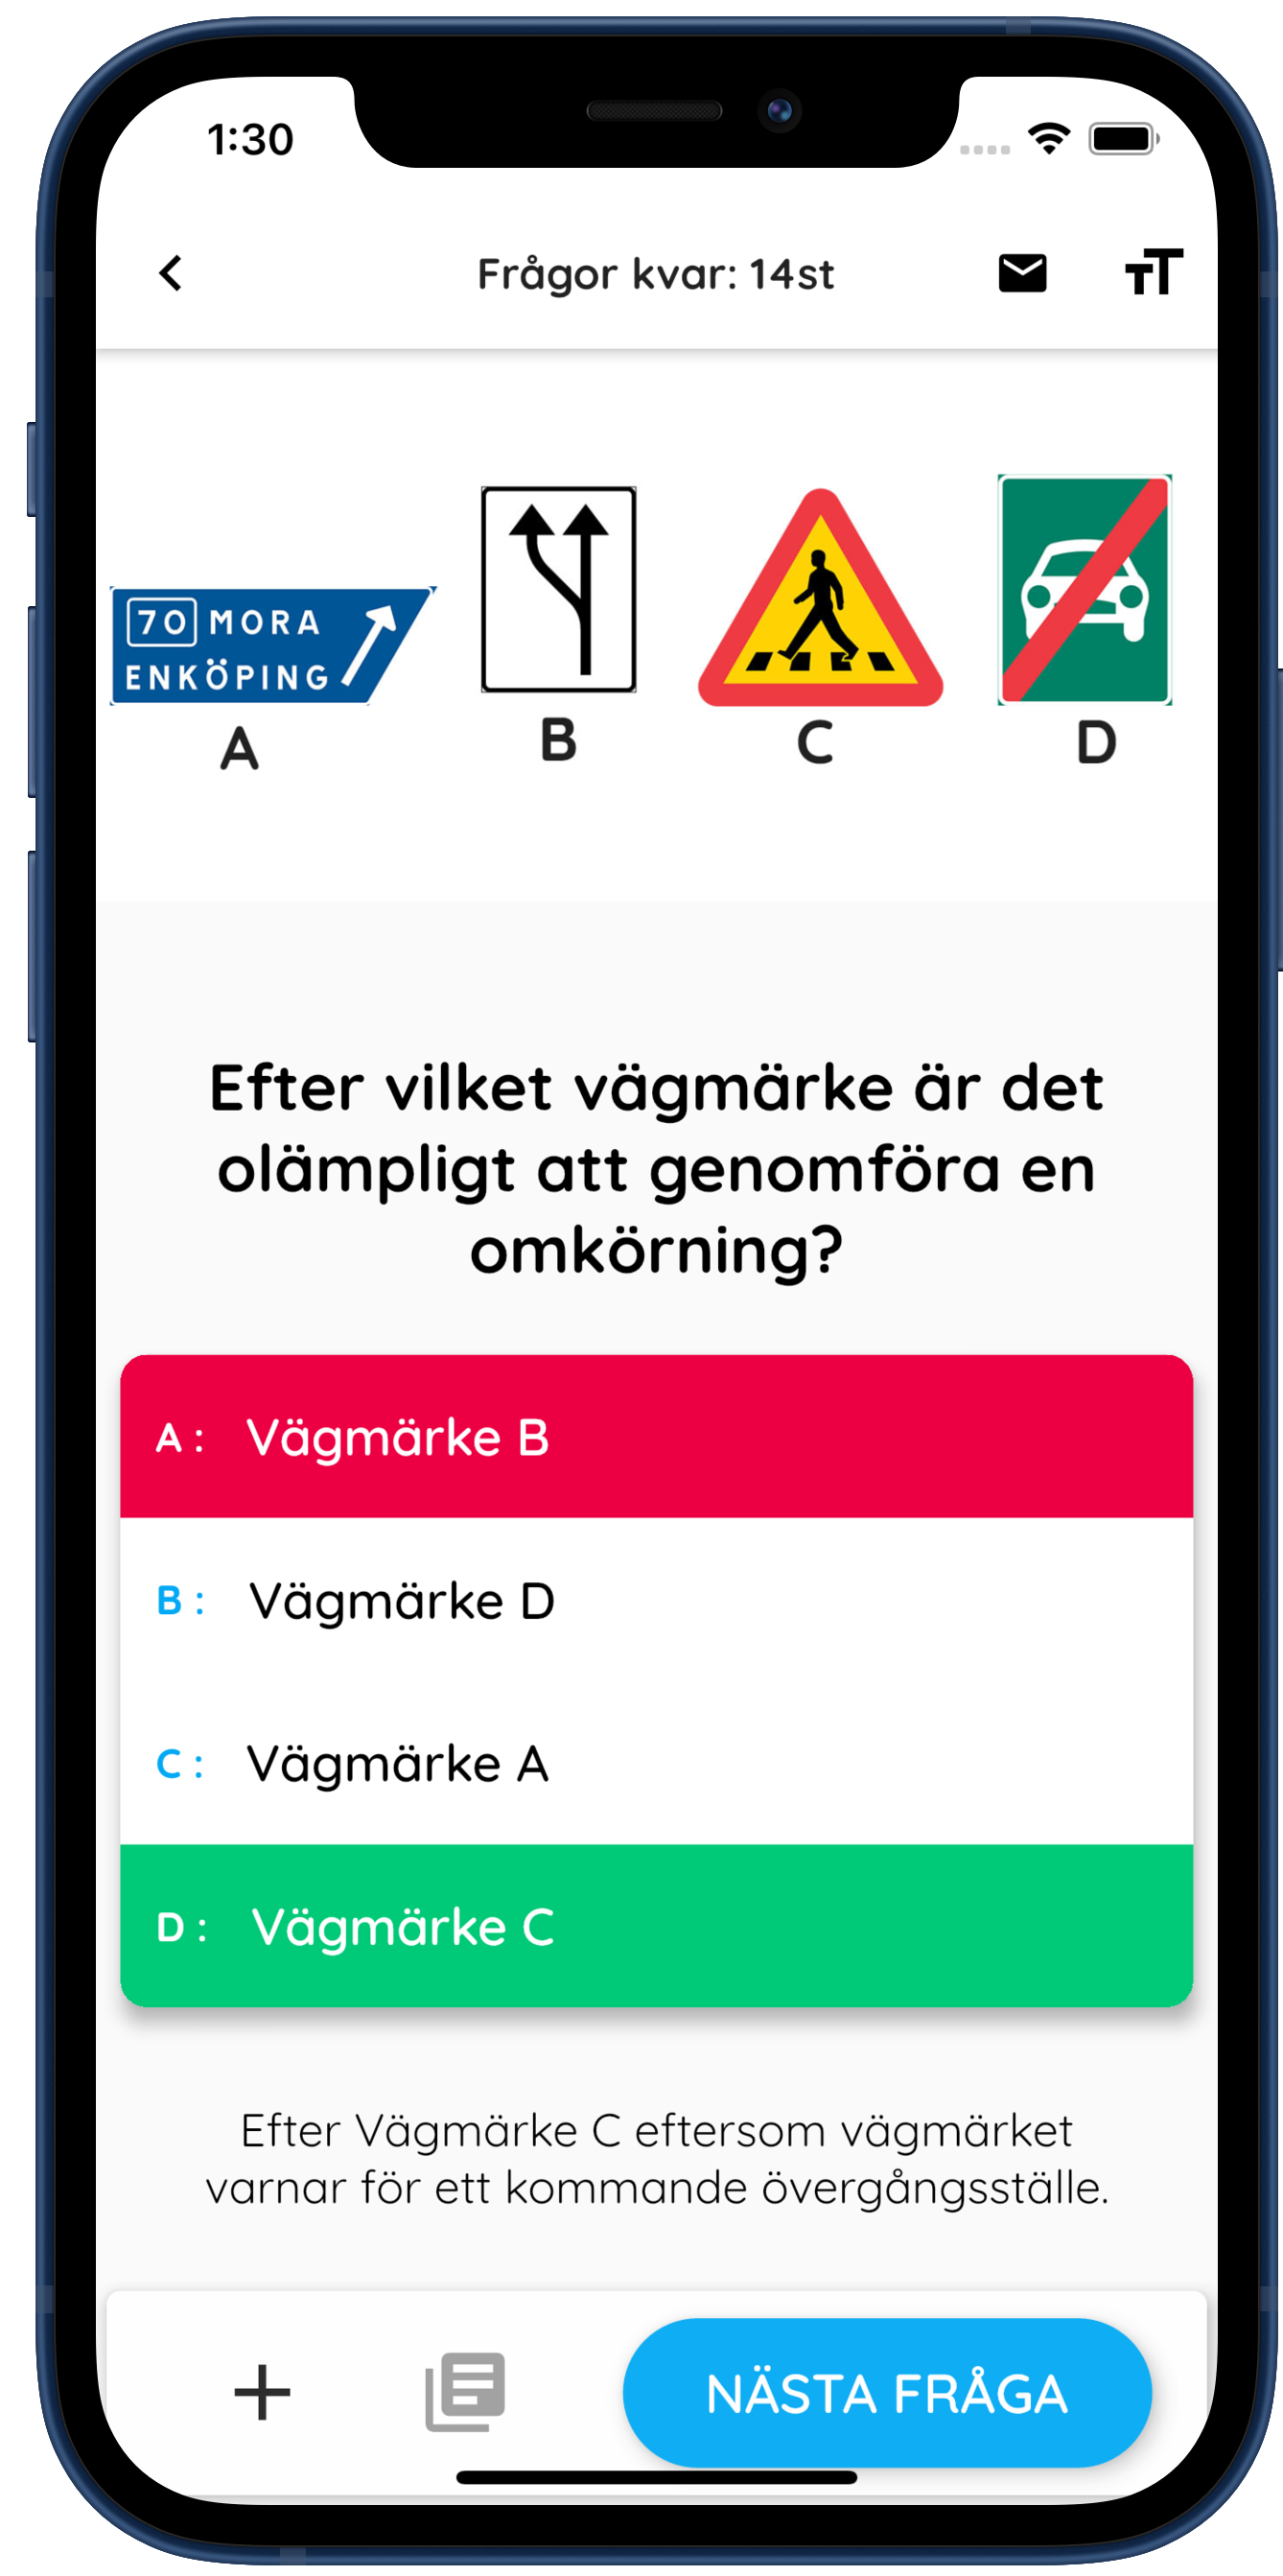 1:30
Frågor kvar: 14st
70 MORA
ENKÖPING
A
B
C
D
Efter vilket vägmärke är det
olämpligt att genomföra en
omkörning?
A : Vägmärke B
B : Vägmärke D
C : Vägmärke A
D : Vägmärke C
Efter Vägmärke C eftersom vägmärket
varnar för ett kommande övergångsställe.
NÄSTA FRÅGA